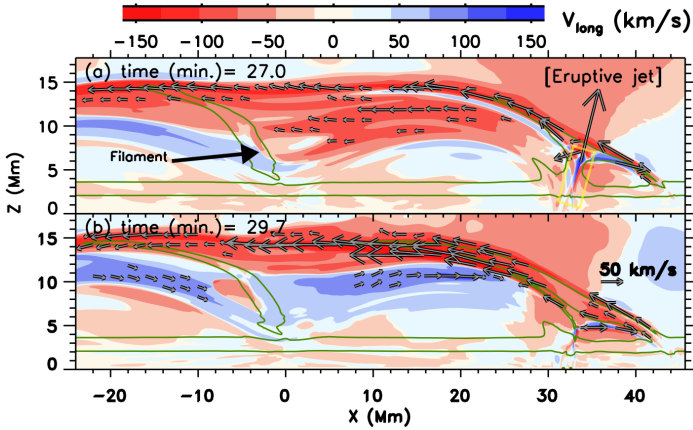 V_long (km/s)
−150 −100 −50 0 50 100 150
(a) time (min.)= 27.0
[Eruptive jet]
Filament
15
10
5
0
Z (Mm)
(b) time (min.)= 29.7
50 km/s
15
10
5
0
−20 −10 0 10 20 30 40
X (Mm)